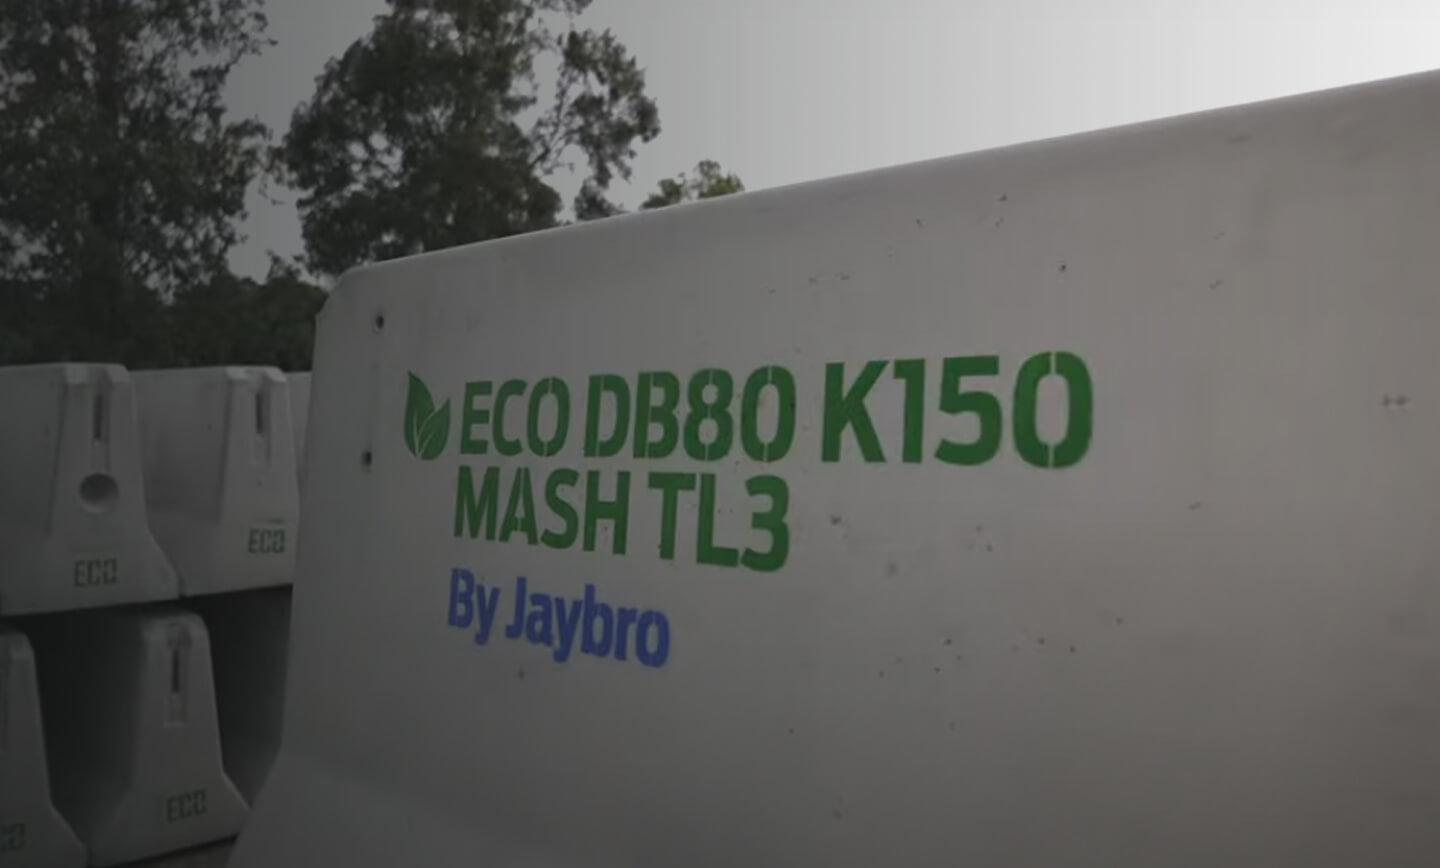 ECO DB80 K150
MASH TL3
By Jaybro
ECO
ECO
ECO